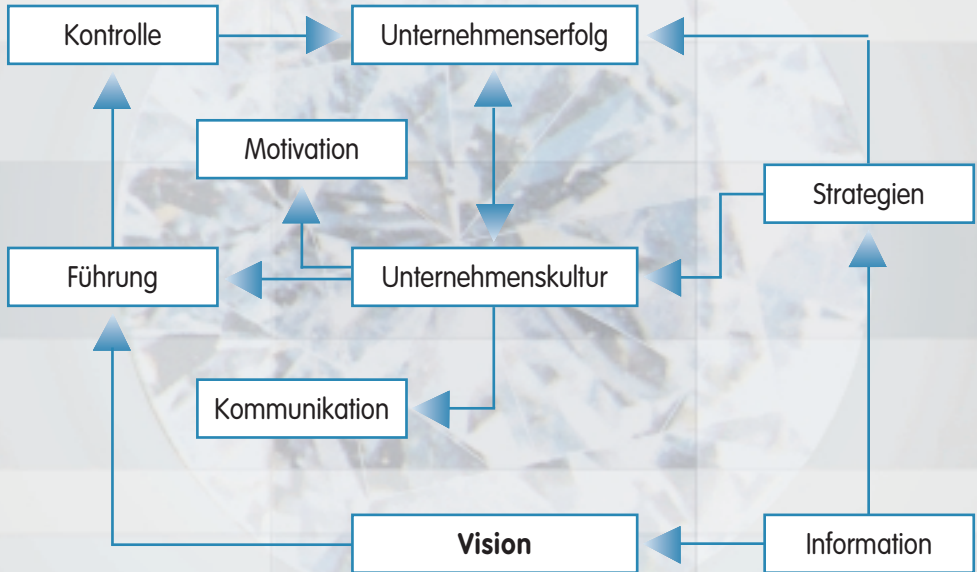 Kontrolle
Unternehmenserfolg
Motivation
Strategien
Führung
Unternehmenskultur
Kommunikation
Vision
Information